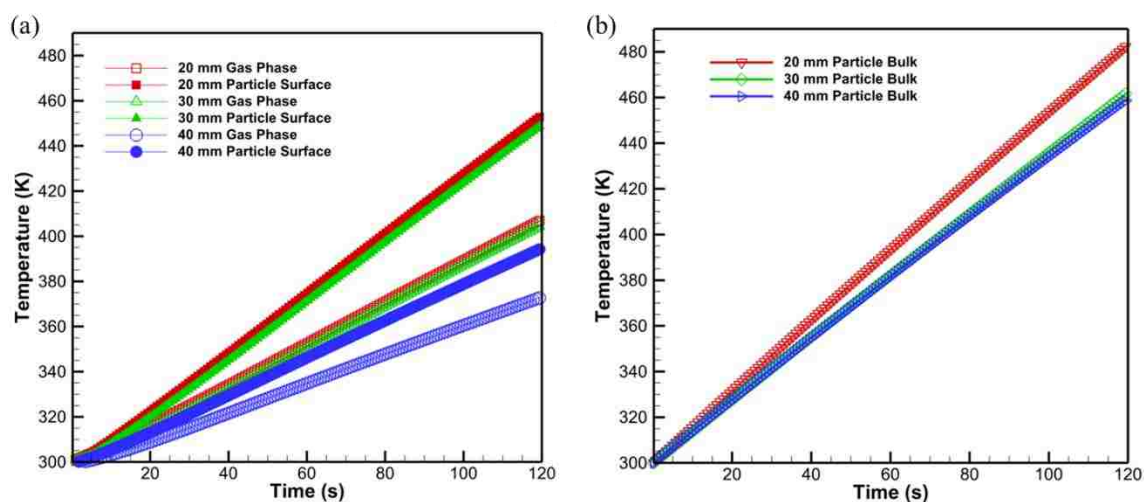 (a)
20 mm Gas Phase
20 mm Particle Surface
30 mm Gas Phase
30 mm Particle Surface
40 mm Gas Phase
40 mm Particle Surface
Temperature (K)
480
460
440
420
400
380
360
340
320
300
20 40 60 80 100 120
Time (s)
(b)
20 mm Particle Bulk
30 mm Particle Bulk
40 mm Particle Bulk
Temperature (K)
480
460
440
420
400
380
360
340
320
300
20 40 60 80 100 120
Time (s)